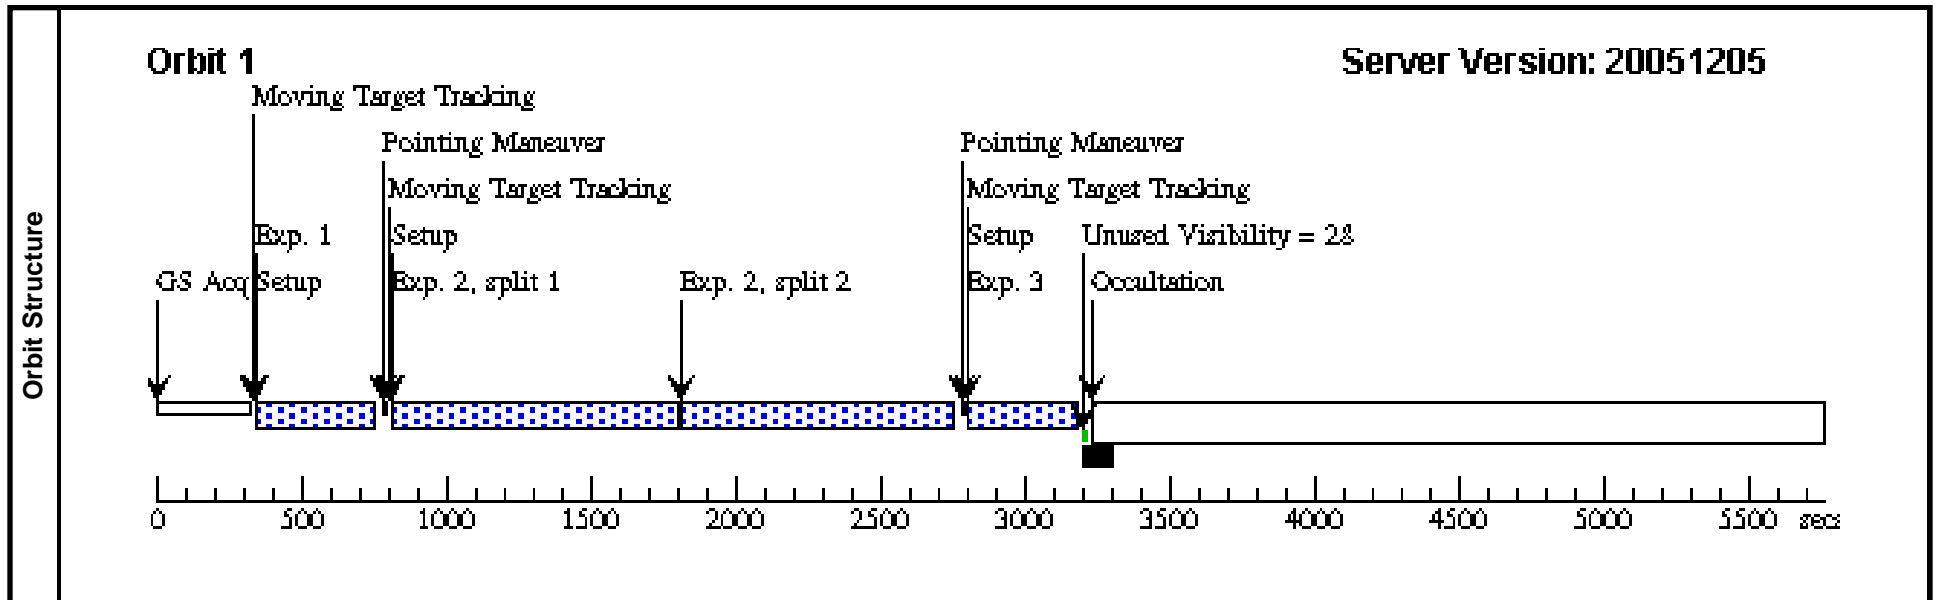 Orbit Structure
Orbit 1
Server Version: 20051205
Moving Target Tracking
Pointing Maneuver
Pointing Maneuver
Moving Target Tracking
Moving Target Tracking
Exp. 1
Setup
Setup
Unused Visibility = 28
GS Acq
Setup
Exp. 2, split 1
Exp. 2, split 2
Exp. 3
Occultation
0 500 1000 1500 2000 2500 3000 3500 4000 4500 5000 5500 secs